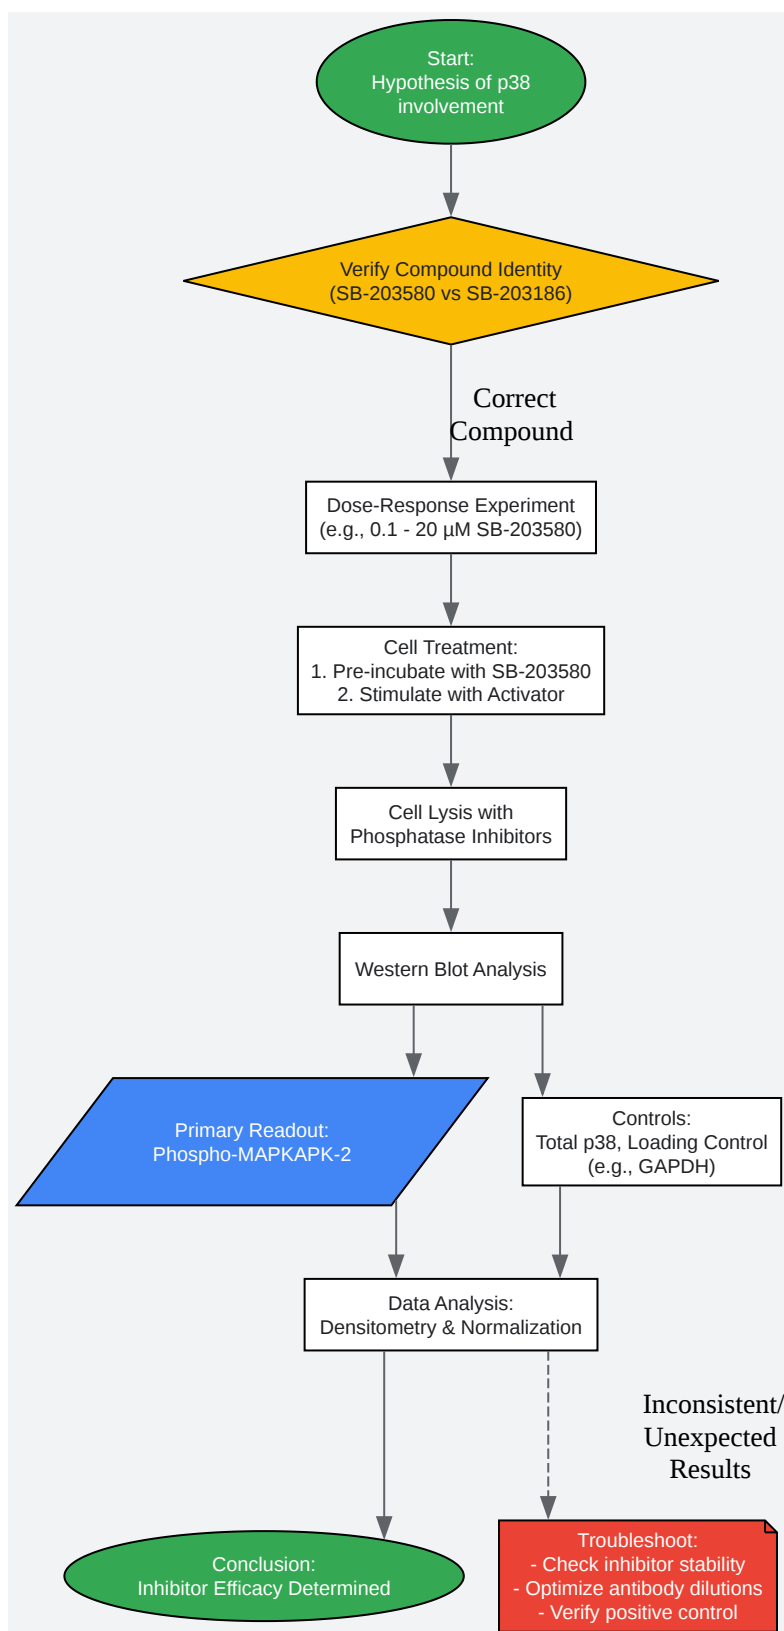 Start:
Hypothesis of p38
involvement
Verify Compound Identity
(SB-203580 vs SB-203186)
Correct
Compound
Dose-Response Experiment
(e.g., 0.1 - 20 µM SB-203580)
Cell Treatment:
1. Pre-incubate with SB-203580
2. Stimulate with Activator
Cell Lysis with
Phosphatase Inhibitors
Western Blot Analysis
Primary Readout:
Phospho-MAPKAPK-2
Controls:
Total p38, Loading Control
(e.g., GAPDH)
Data Analysis:
Densitometry & Normalization
Inconsistent/
Unexpected
Results
Conclusion:
Inhibitor Efficacy Determined
Troubleshoot:
- Check inhibitor stability
- Optimize antibody dilutions
- Verify positive control